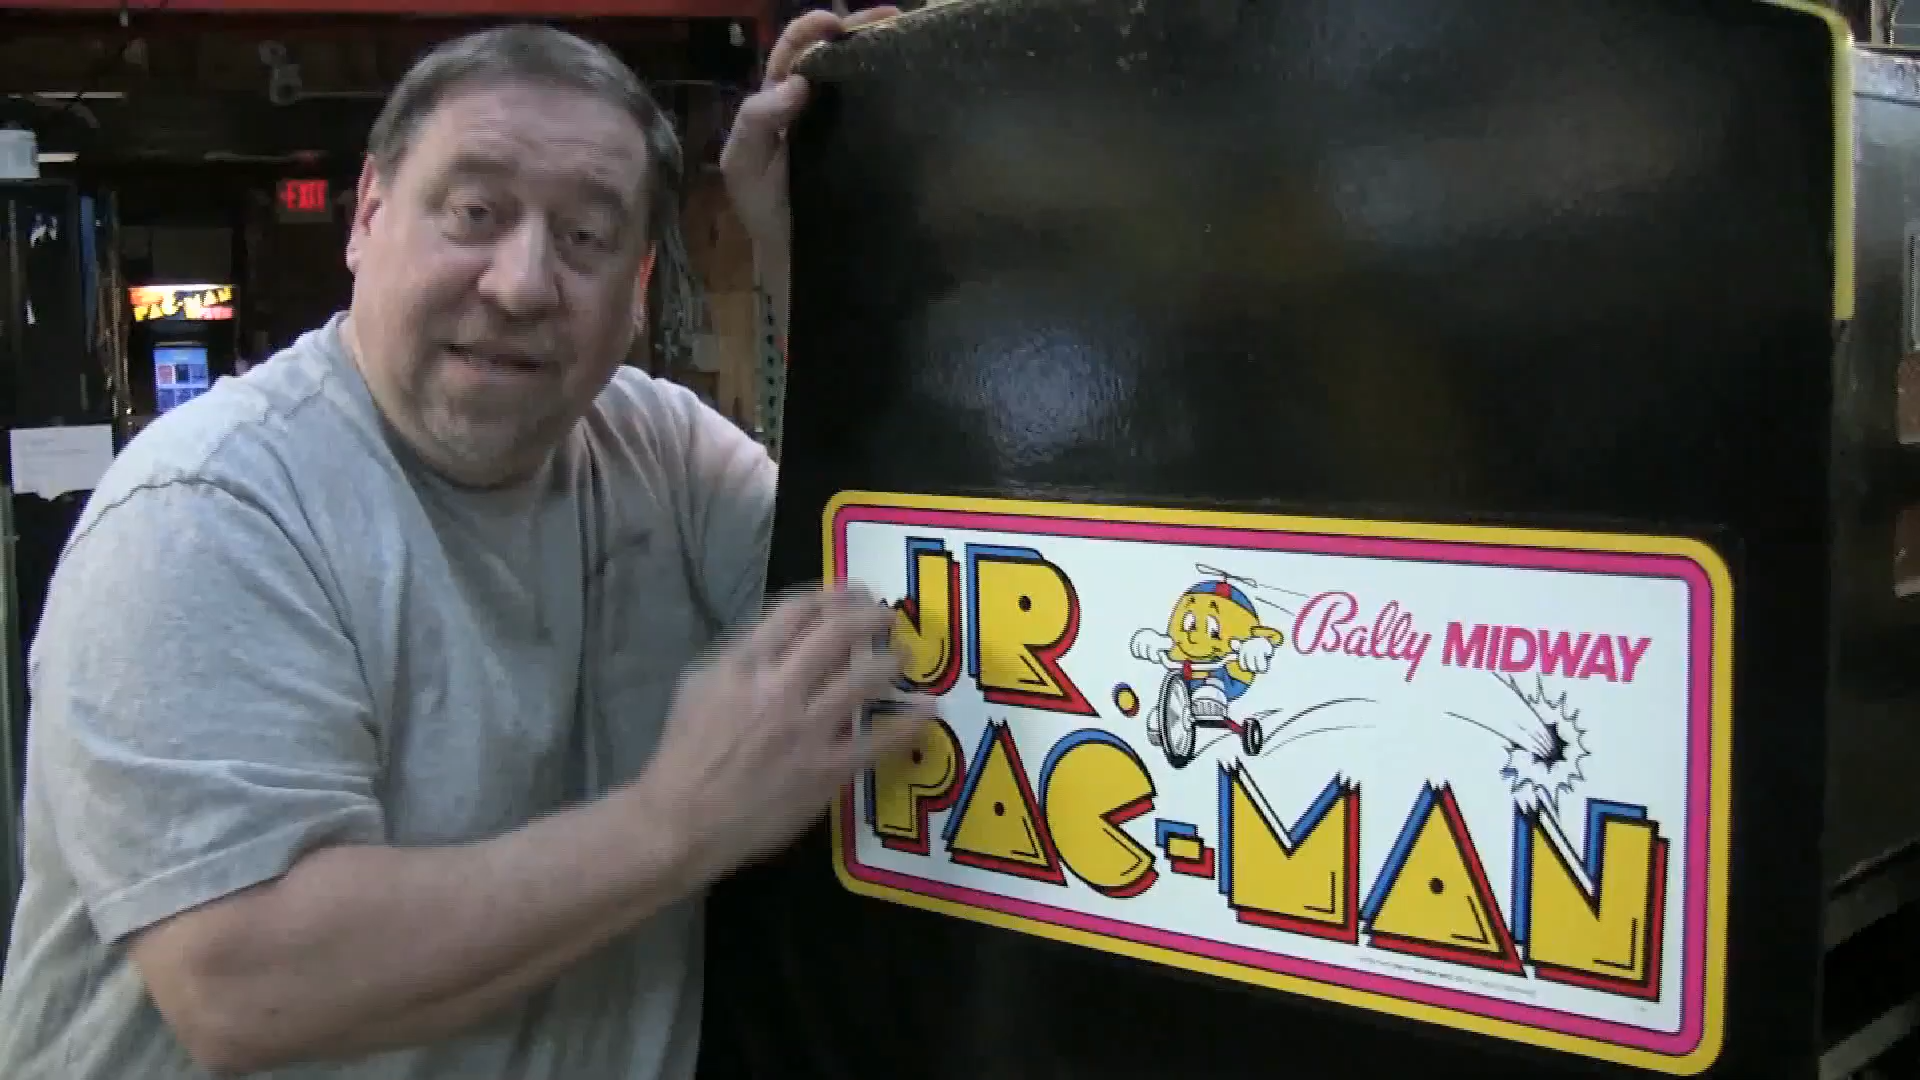 EXIT
PAC-MAN
JR.
Bally MIDWAY
PAC-MAN